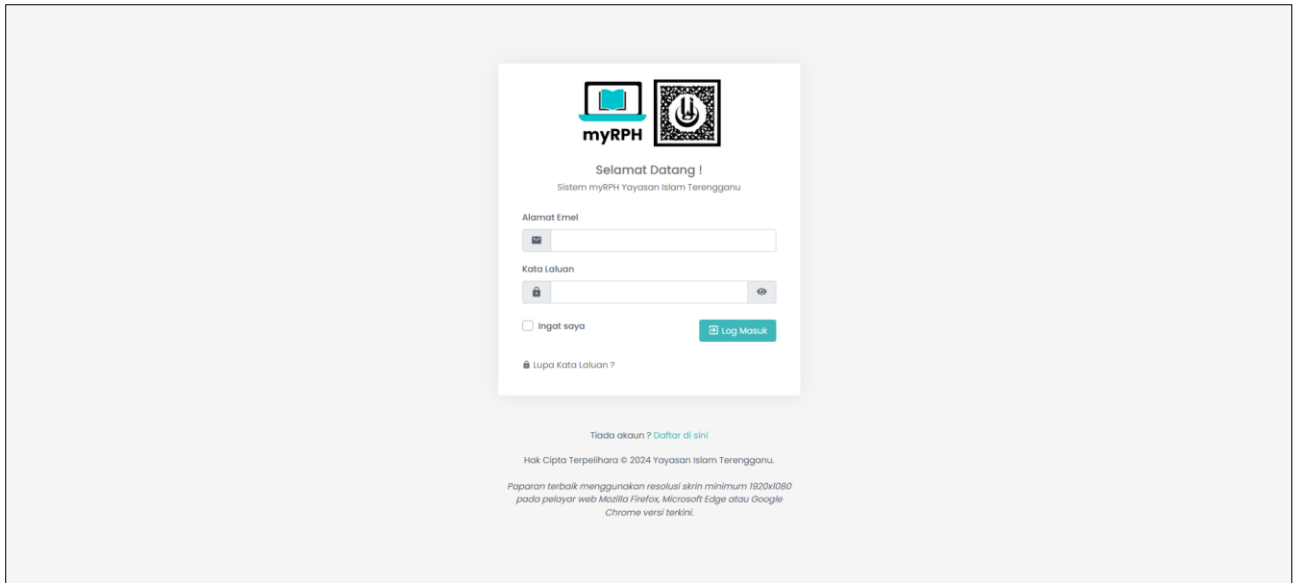 myRPH
Selamat Datang !
Sistem myRPH Yayasan Islam Terengganu
Alamat Emel
Kata Laluan
Ingat saya
Log Masuk
Lupa Kata Laluan ?
Tiada akaun ? Daftar di sini
Hak Cipta Terpelihara © 2024 Yayasan Islam Terengganu.
Paparan terbaik menggunakan resolusi skrin minimum 1920x1080
pada pelayar web Mozilla Firefox, Microsoft Edge atau Google
Chrome versi terkini.